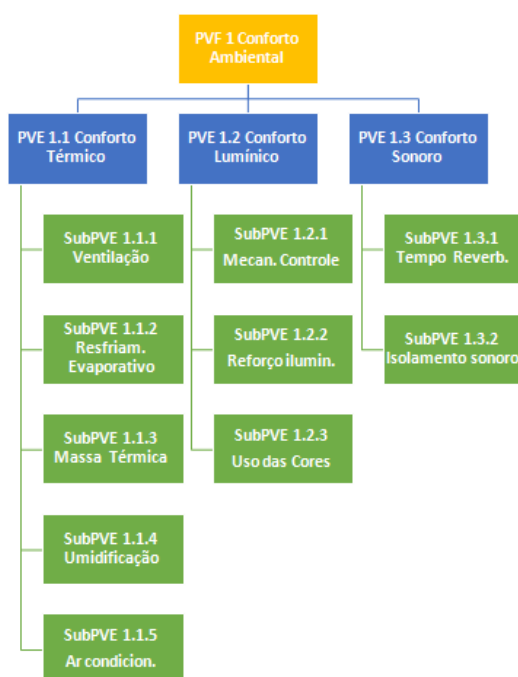 PVF 1 Conforto
Ambiental
PVE 1.1 Conforto
Térmico
PVE 1.2 Conforto
Lumínico
PVE 1.3 Conforto
Sonoro
SubPVE 1.1.1
Ventilação
SubPVE 1.1.2
Resfriam.
Evaporativo
SubPVE 1.1.3
Massa Térmica
SubPVE 1.1.4
Umidificação
SubPVE 1.1.5
Ar condicion.
SubPVE 1.2.1
Mecan. Controle
SubPVE 1.2.2
Reforço ilumin.
SubPVE 1.2.3
Uso das Cores
SubPVE 1.3.1
Tempo Reverb.
SubPVE 1.3.2
Isolamento sonoro